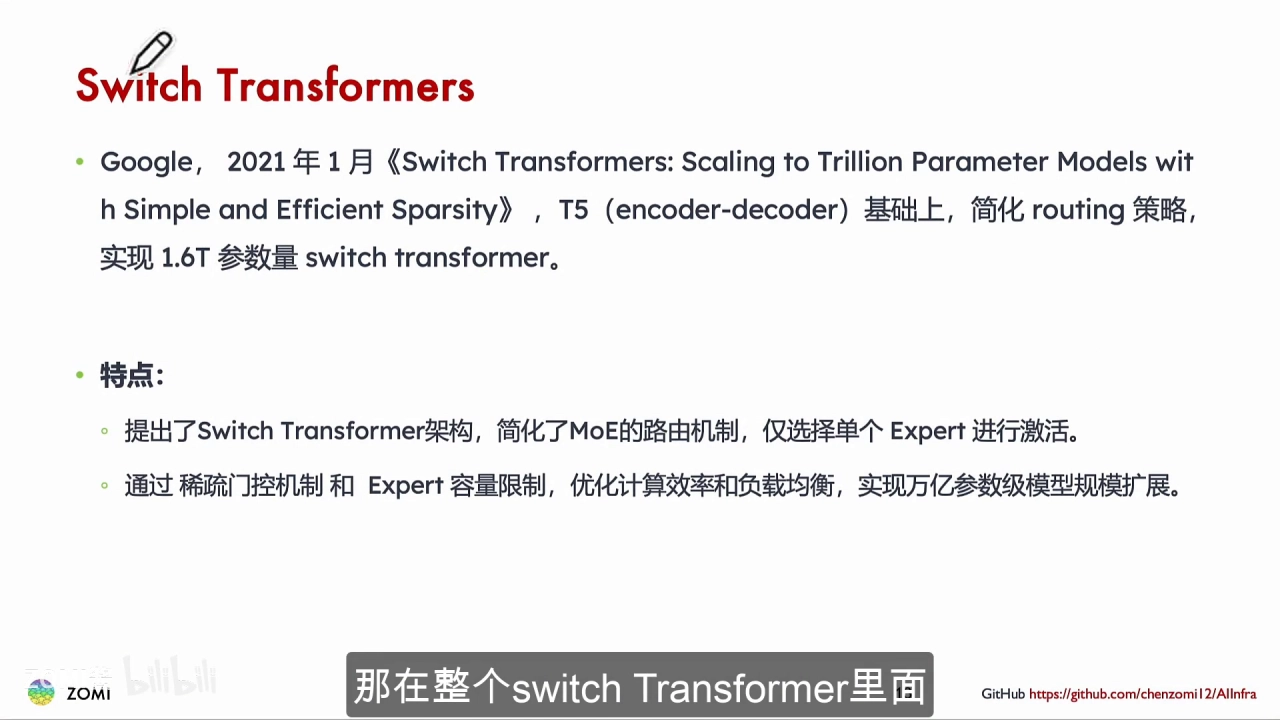 Switch Transformers
• Google， 2021 年 1 月《Switch Transformers: Scaling to Trillion Parameter Models wit
h Simple and Efficient Sparsity》，T5（encoder-decoder）基础上，简化 routing 策略，
实现 1.6T 参数量 switch transformer。
• 特点：
◦ 提出了Switch Transformer架构，简化了MoE的路由机制，仅选择单个 Expert 进行激活。
◦ 通过 稀疏门控机制 和 Expert 容量限制，优化计算效率和负载均衡，实现万亿参数级模型规模扩展。
那在整个switch Transformer里面
bilibili
ZOMI
GitHub https://github.com/chenzomi12/AIInfra